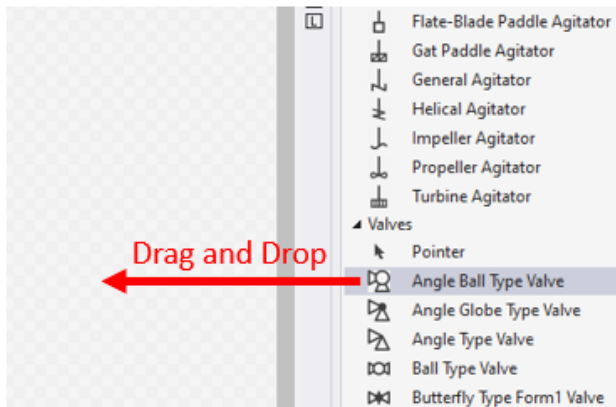 L
Flate-Blade Paddle Agitator
Gat Paddle Agitator
General Agitator
Helical Agitator
Impeller Agitator
Propeller Agitator
Turbine Agitator
Valves
Pointer
Drag and Drop
Angle Ball Type Valve
Angle Globe Type Valve
Angle Type Valve
Ball Type Valve
Butterfly Type Form1 Valve